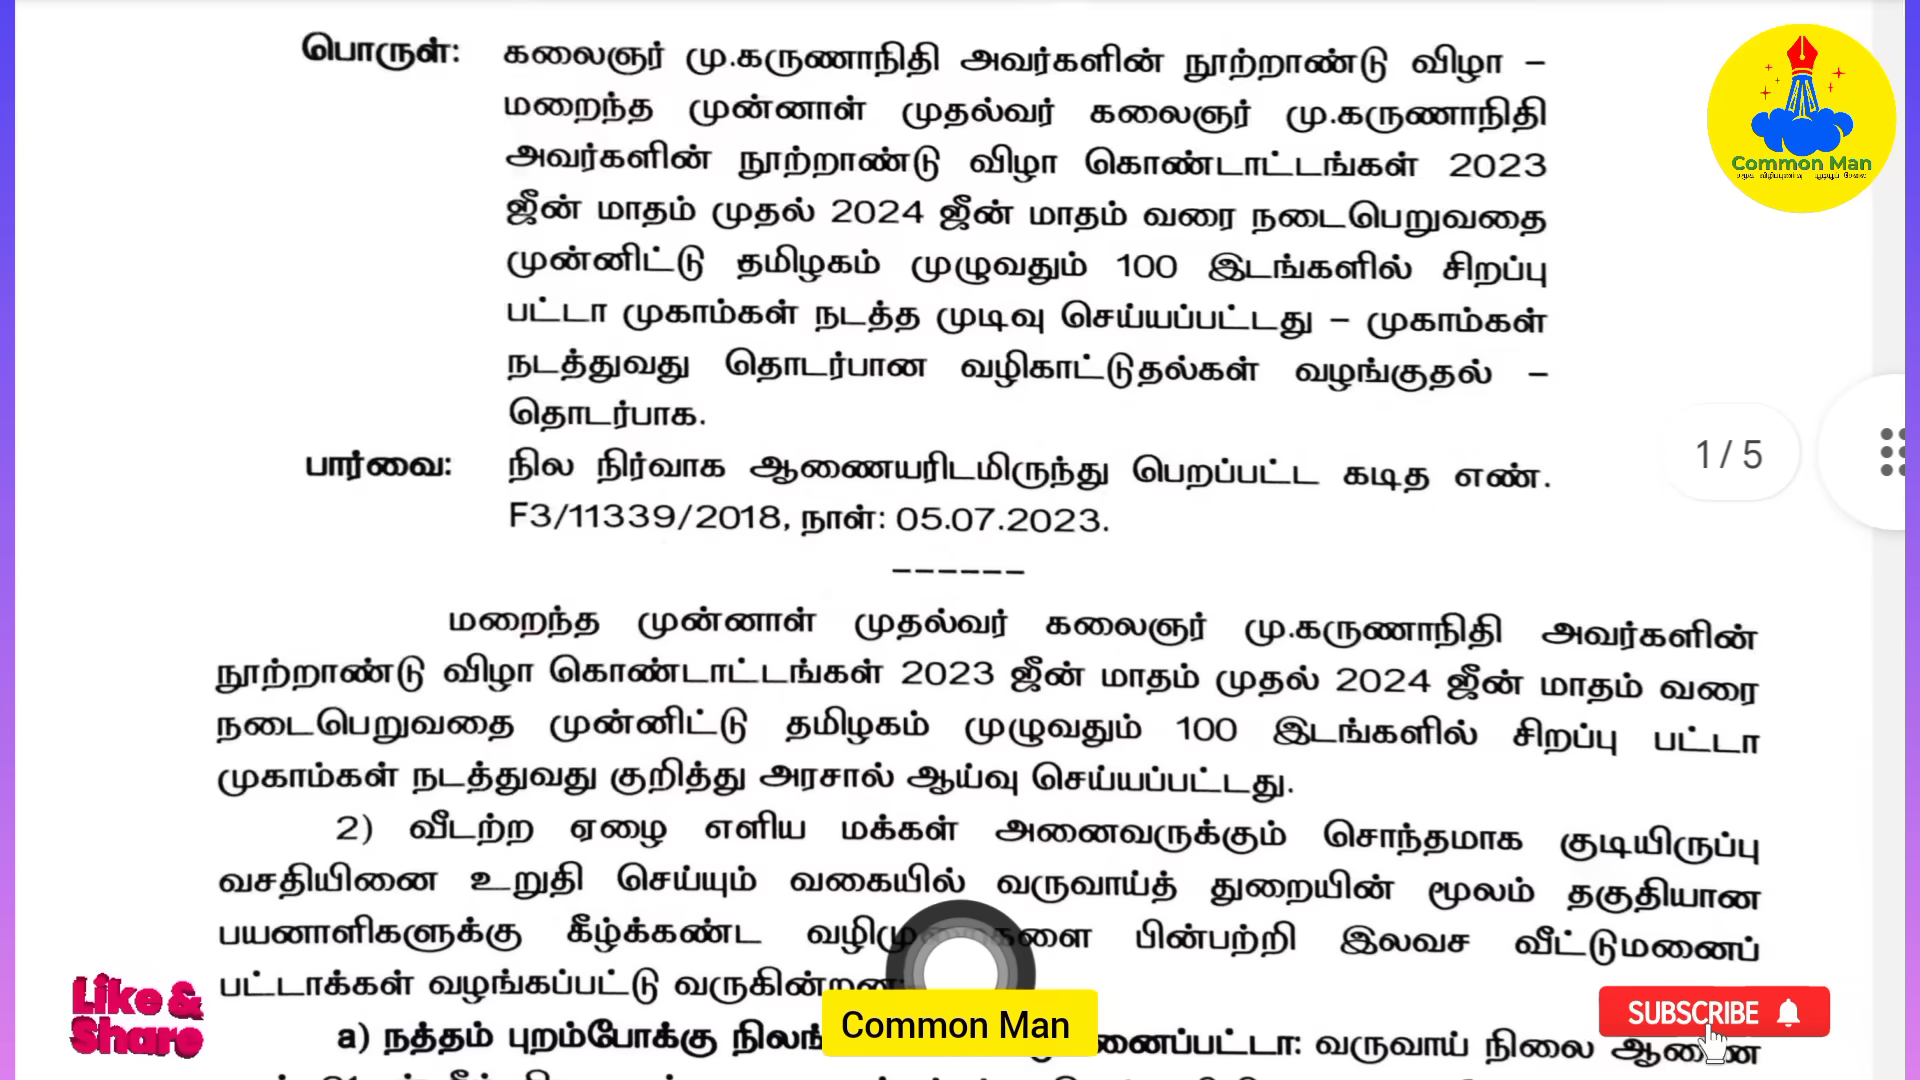 பொருள்: கலைஞர் மு.கருணாநிதி அவர்களின் நூற்றாண்டு விழா –
மறைந்த முன்னாள் முதல்வர் கலைஞர் மு.கருணாநிதி
அவர்களின் நூற்றாண்டு விழா கொண்டாட்டங்கள் 2023
ஜீன் மாதம் முதல் 2024 ஜீன் மாதம் வரை நடைபெறுவதை
முன்னிட்டு தமிழகம் முழுவதும் 100 இடங்களில் சிறப்பு
பட்டா முகாம்கள் நடத்த முடிவு செய்யப்பட்டது – முகாம்கள்
நடத்துவது தொடர்பான வழிகாட்டுதல்கள் வழங்குதல் –
தொடர்பாக.
பார்வை: நில நிர்வாக ஆணையரிடமிருந்து பெறப்பட்ட கடித எண்.
F3/11339/2018, நாள்: 05.07.2023.
------
மறைந்த முன்னாள் முதல்வர் கலைஞர் மு.கருணாநிதி அவர்களின்
நூற்றாண்டு விழா கொண்டாட்டங்கள் 2023 ஜீன் மாதம் முதல் 2024 ஜீன் மாதம் வரை
நடைபெறுவதை முன்னிட்டு தமிழகம் முழுவதும் 100 இடங்களில் சிறப்பு பட்டா
முகாம்கள் நடத்துவது குறித்து அரசால் ஆய்வு செய்யப்பட்டது.
2) வீடற்ற ஏழை எளிய மக்கள் அனைவருக்கும் சொந்தமாக குடியிருப்பு
வசதியினை உறுதி செய்யும் வகையில் வருவாய்த் துறையின் மூலம் தகுதியான
பயனாளிகளுக்கு கீழ்க்கண்ட பின்பற்றி இலவச வீட்டுமனைப்
பட்டாக்கள் வழங்கப்பட்டு வருகின்றன
a) நத்தம் புறம்போக்கு வருவாய் நிலை ஆணை
Common Man
1 / 5
Like &
Share
Common Man
SUBSCRIBE